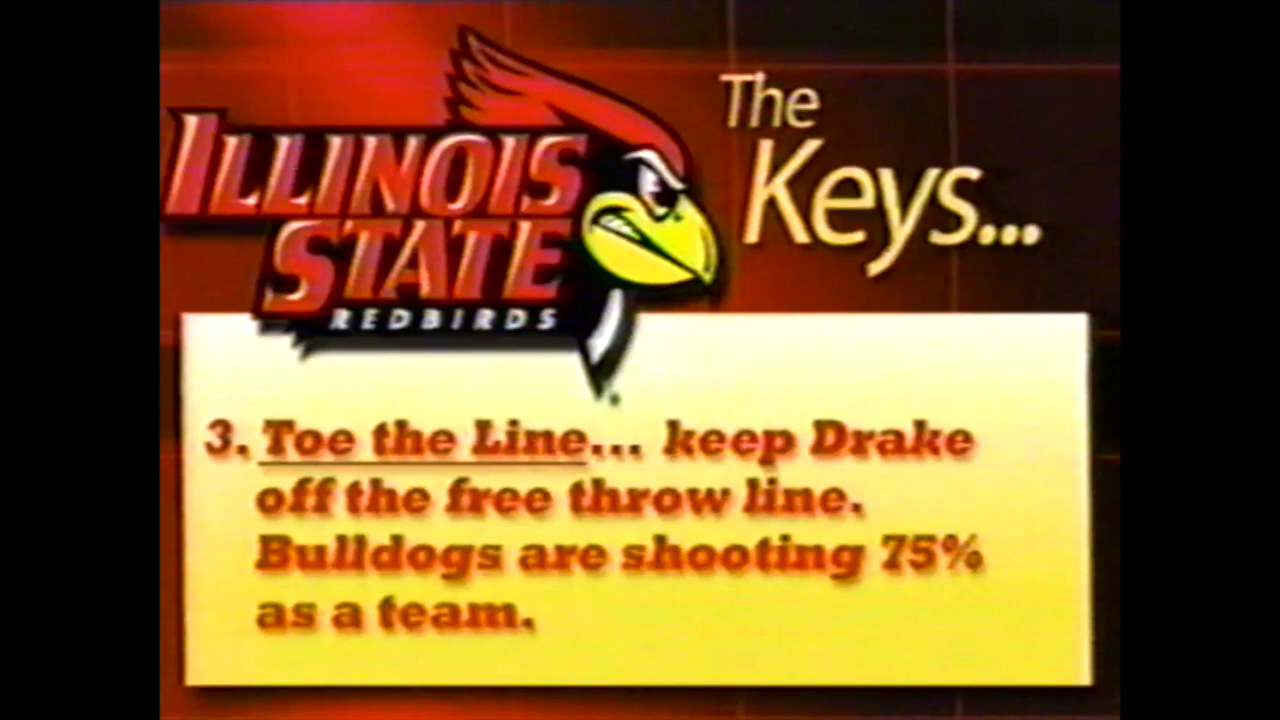 ILLINOIS
STATE
REDBIRDS
The
Keys...
3. Toe the Line... keep Drake
off the free throw line.
Bulldogs are shooting 75%
as a team.